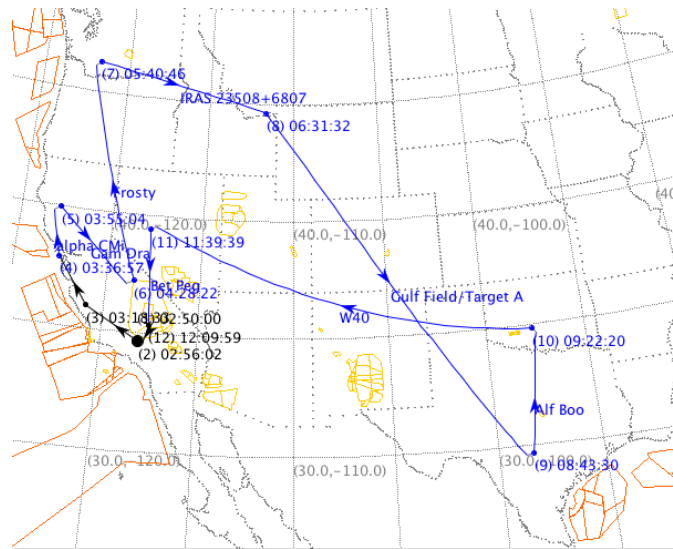 (7) 05:40:46
IRAS 23508+6807
(8) 06:31:32
Frosty
(5) 03:55:04
(40.0,-120.0)
(40.0,-110.0)
(40.0,-100.0)
(40
(11) 11:39:39
alpha CMi
Gam Dra
(4) 03:36:57
Bet Peg
(6) 04:28:22
Gulf Field/Target A
W40
(3) 03:18:33
02:50:00
(12) 12:09:59
(2) 02:56:02
(10) 09:22:20
Alf Boo
(30.0,-120.0)
(30.0,-110.0)
(30.0,-100.0)
(9) 08:43:30